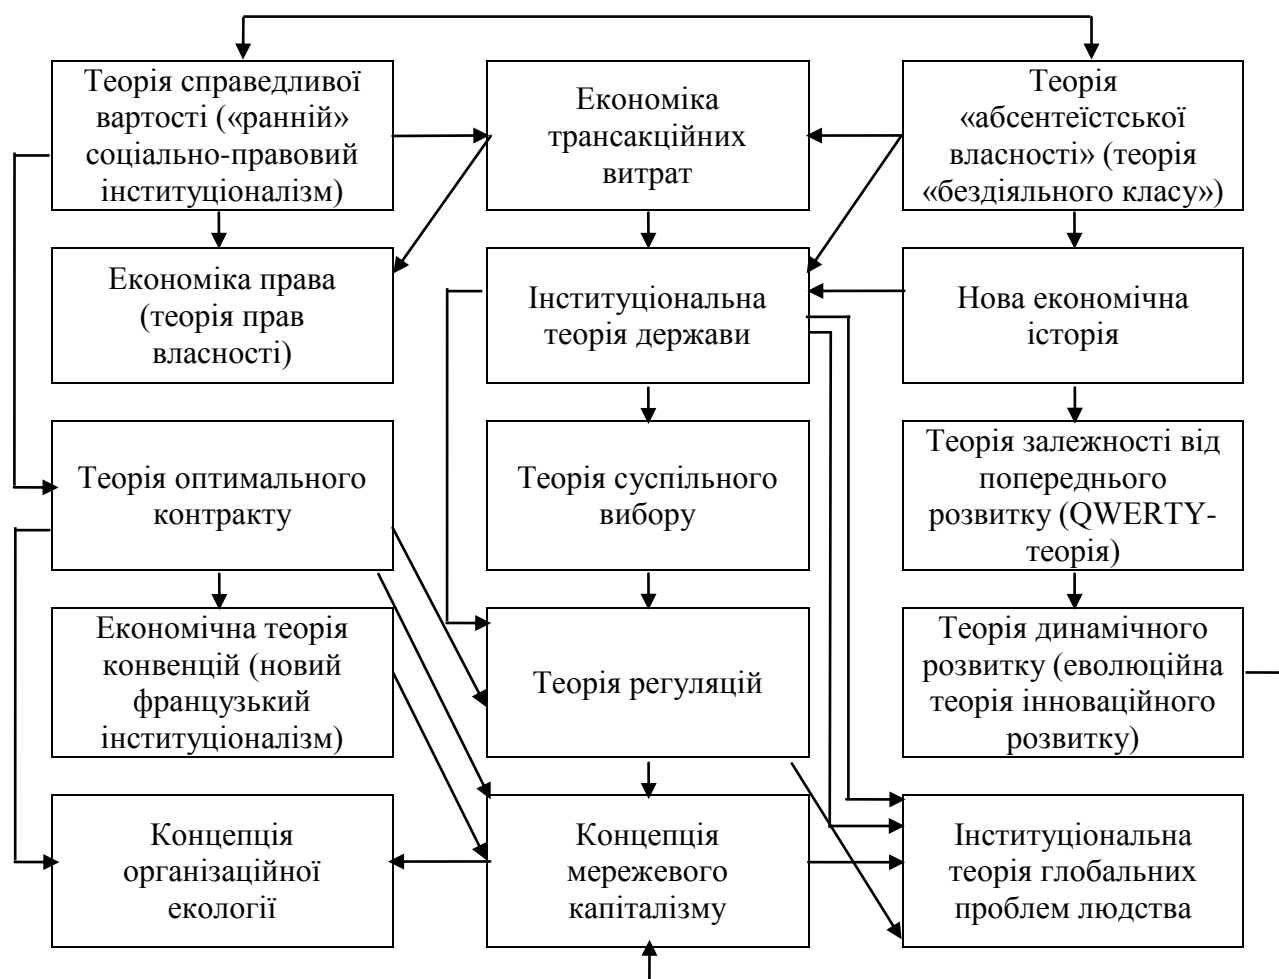 Теорія справедливої
вартості («ранній»
соціально-правовий
інституціоналізм)
Економіка
трансакційних
витрат
Теорія
«абсентеїстської
власності» (теорія
«бездіяльного класу»)
Економіка права
(теорія прав
власності)
Інституціональна
теорія держави
Нова економічна
історія
Теорія оптимального
контракту
Теорія суспільного
вибору
Теорія залежності від
попереднього
розвитку (QWERTY-
теорія)
Економічна теорія
конвенцій (новий
французький
інституціоналізм)
Теорія регуляцій
Теорія динамічного
розвитку (еволюційна
теорія інноваційного
розвитку)
Концепція
організаційної
екології
Концепція
мережевого
капіталізму
Інституціональна
теорія глобальних
проблем людства